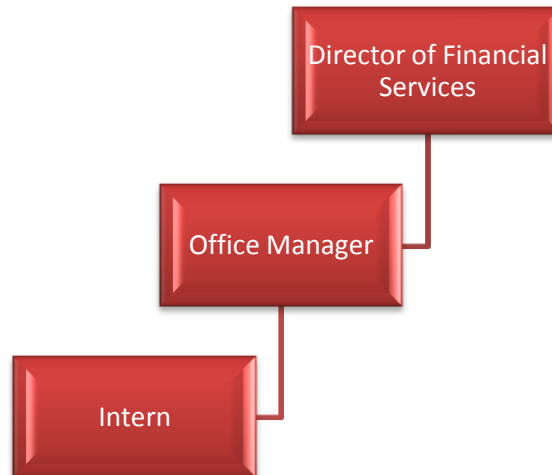 Director of Financial
Services
Office Manager
Intern